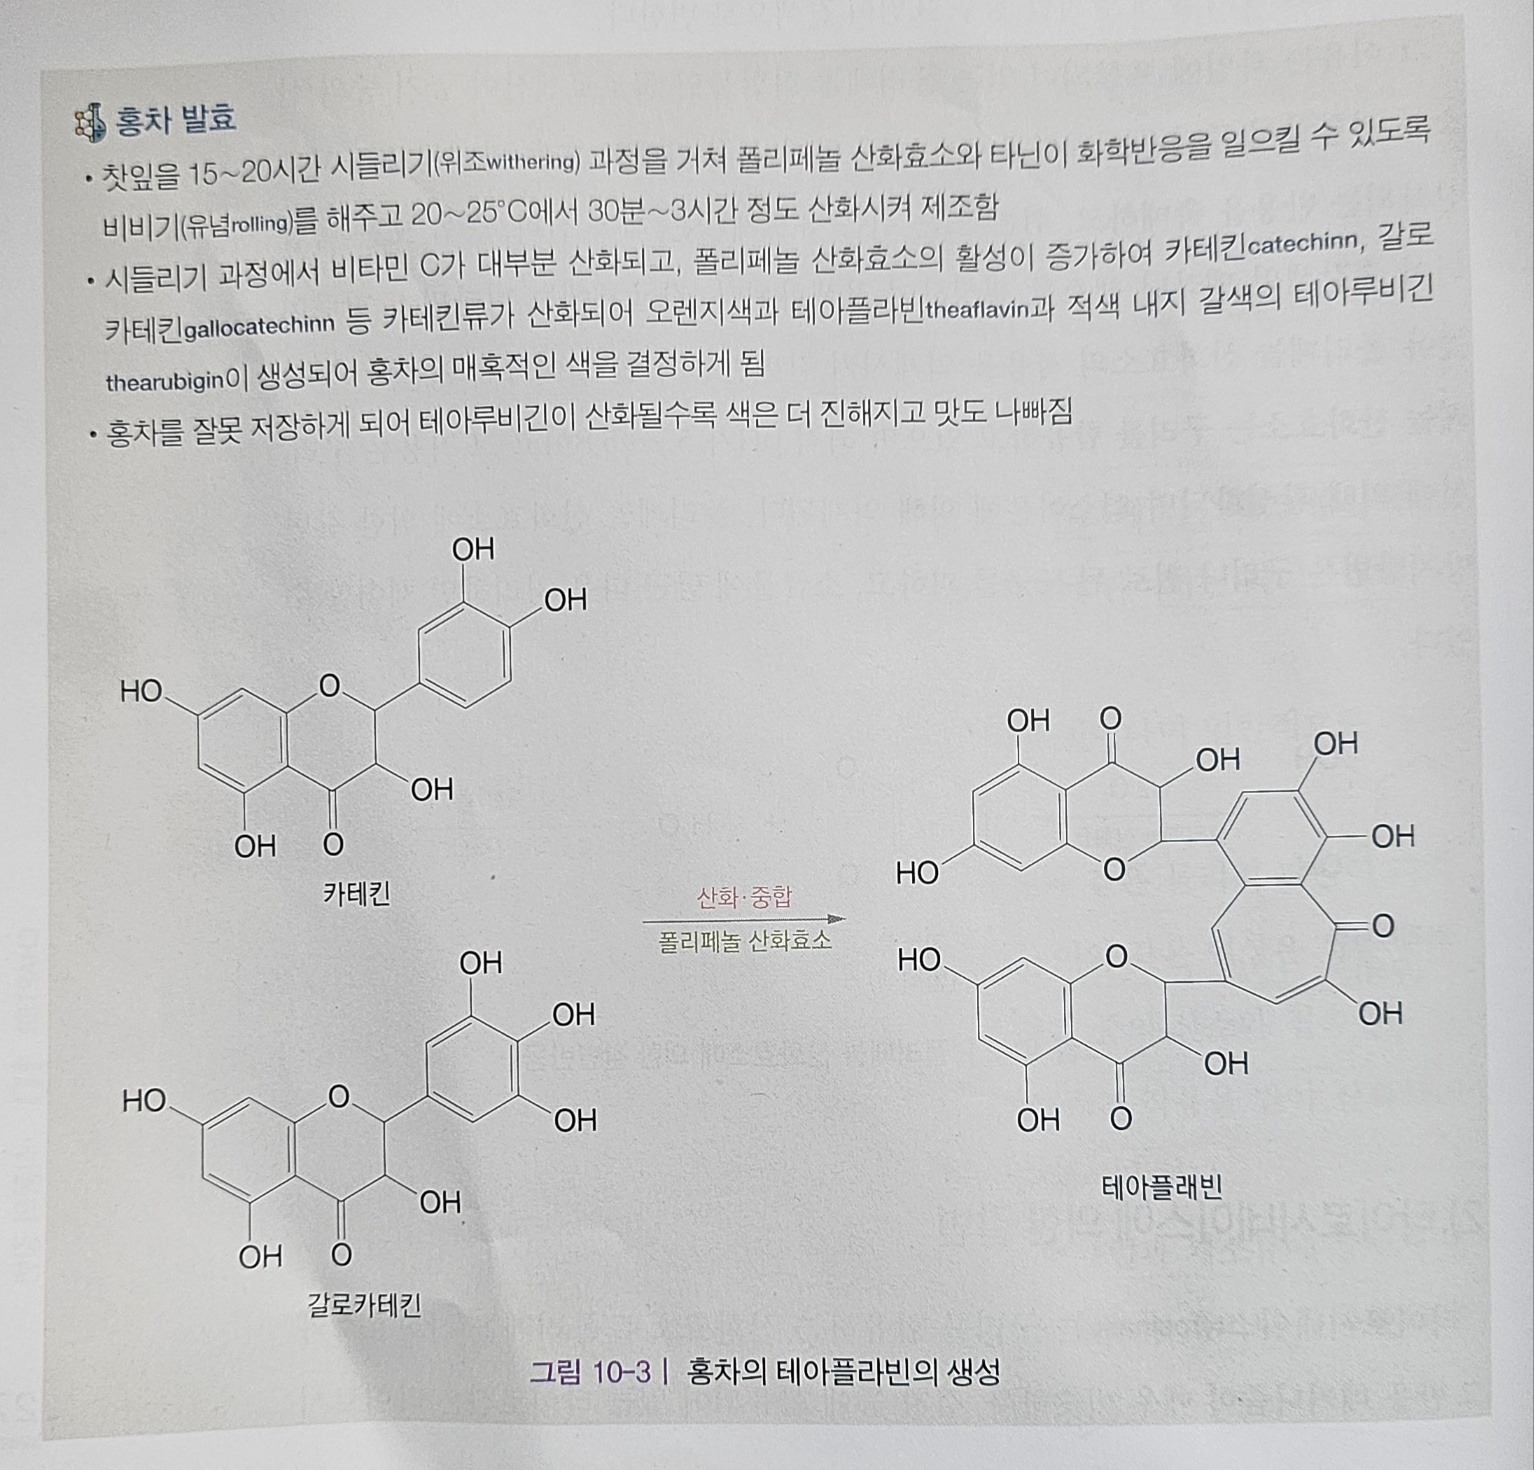 홍차 발효
• 찻잎을 15~20시간 시들리기(위조withering) 과정을 거쳐 폴리페놀 산화효소와 타닌이 화학반응을 일으킬 수 있도록
비비기(유념rolling)를 해주고 20~25°C에서 30분~3시간 정도 산화시켜 제조함
• 시들리기 과정에서 비타민 C가 대부분 산화되고, 폴리페놀 산화효소의 활성이 증가하여 카테킨catechinn, 갈로
카테킨gallocatechinn 등 카테킨류가 산화되어 오렌지색과 테아플라빈theaflavin과 적색 내지 갈색의 테아루비긴
thearubigin이 생성되어 홍차의 매혹적인 색을 결정하게 됨
• 홍차를 잘못 저장하게 되어 테아루비긴이 산화될수록 색은 더 진해지고 맛도 나빠짐
OH
OH
HO
O
OH
OH
O
카테킨
OH
OH
HO
O
OH
OH
OH
O
갈로카테킨
산화·중합
폴리페놀 산화효소
OH
O
OH
OH
OH
HO
O
O
HO
O
OH
OH
OH
O
테아플래빈
그림 10-3 | 홍차의 테아플라빈의 생성